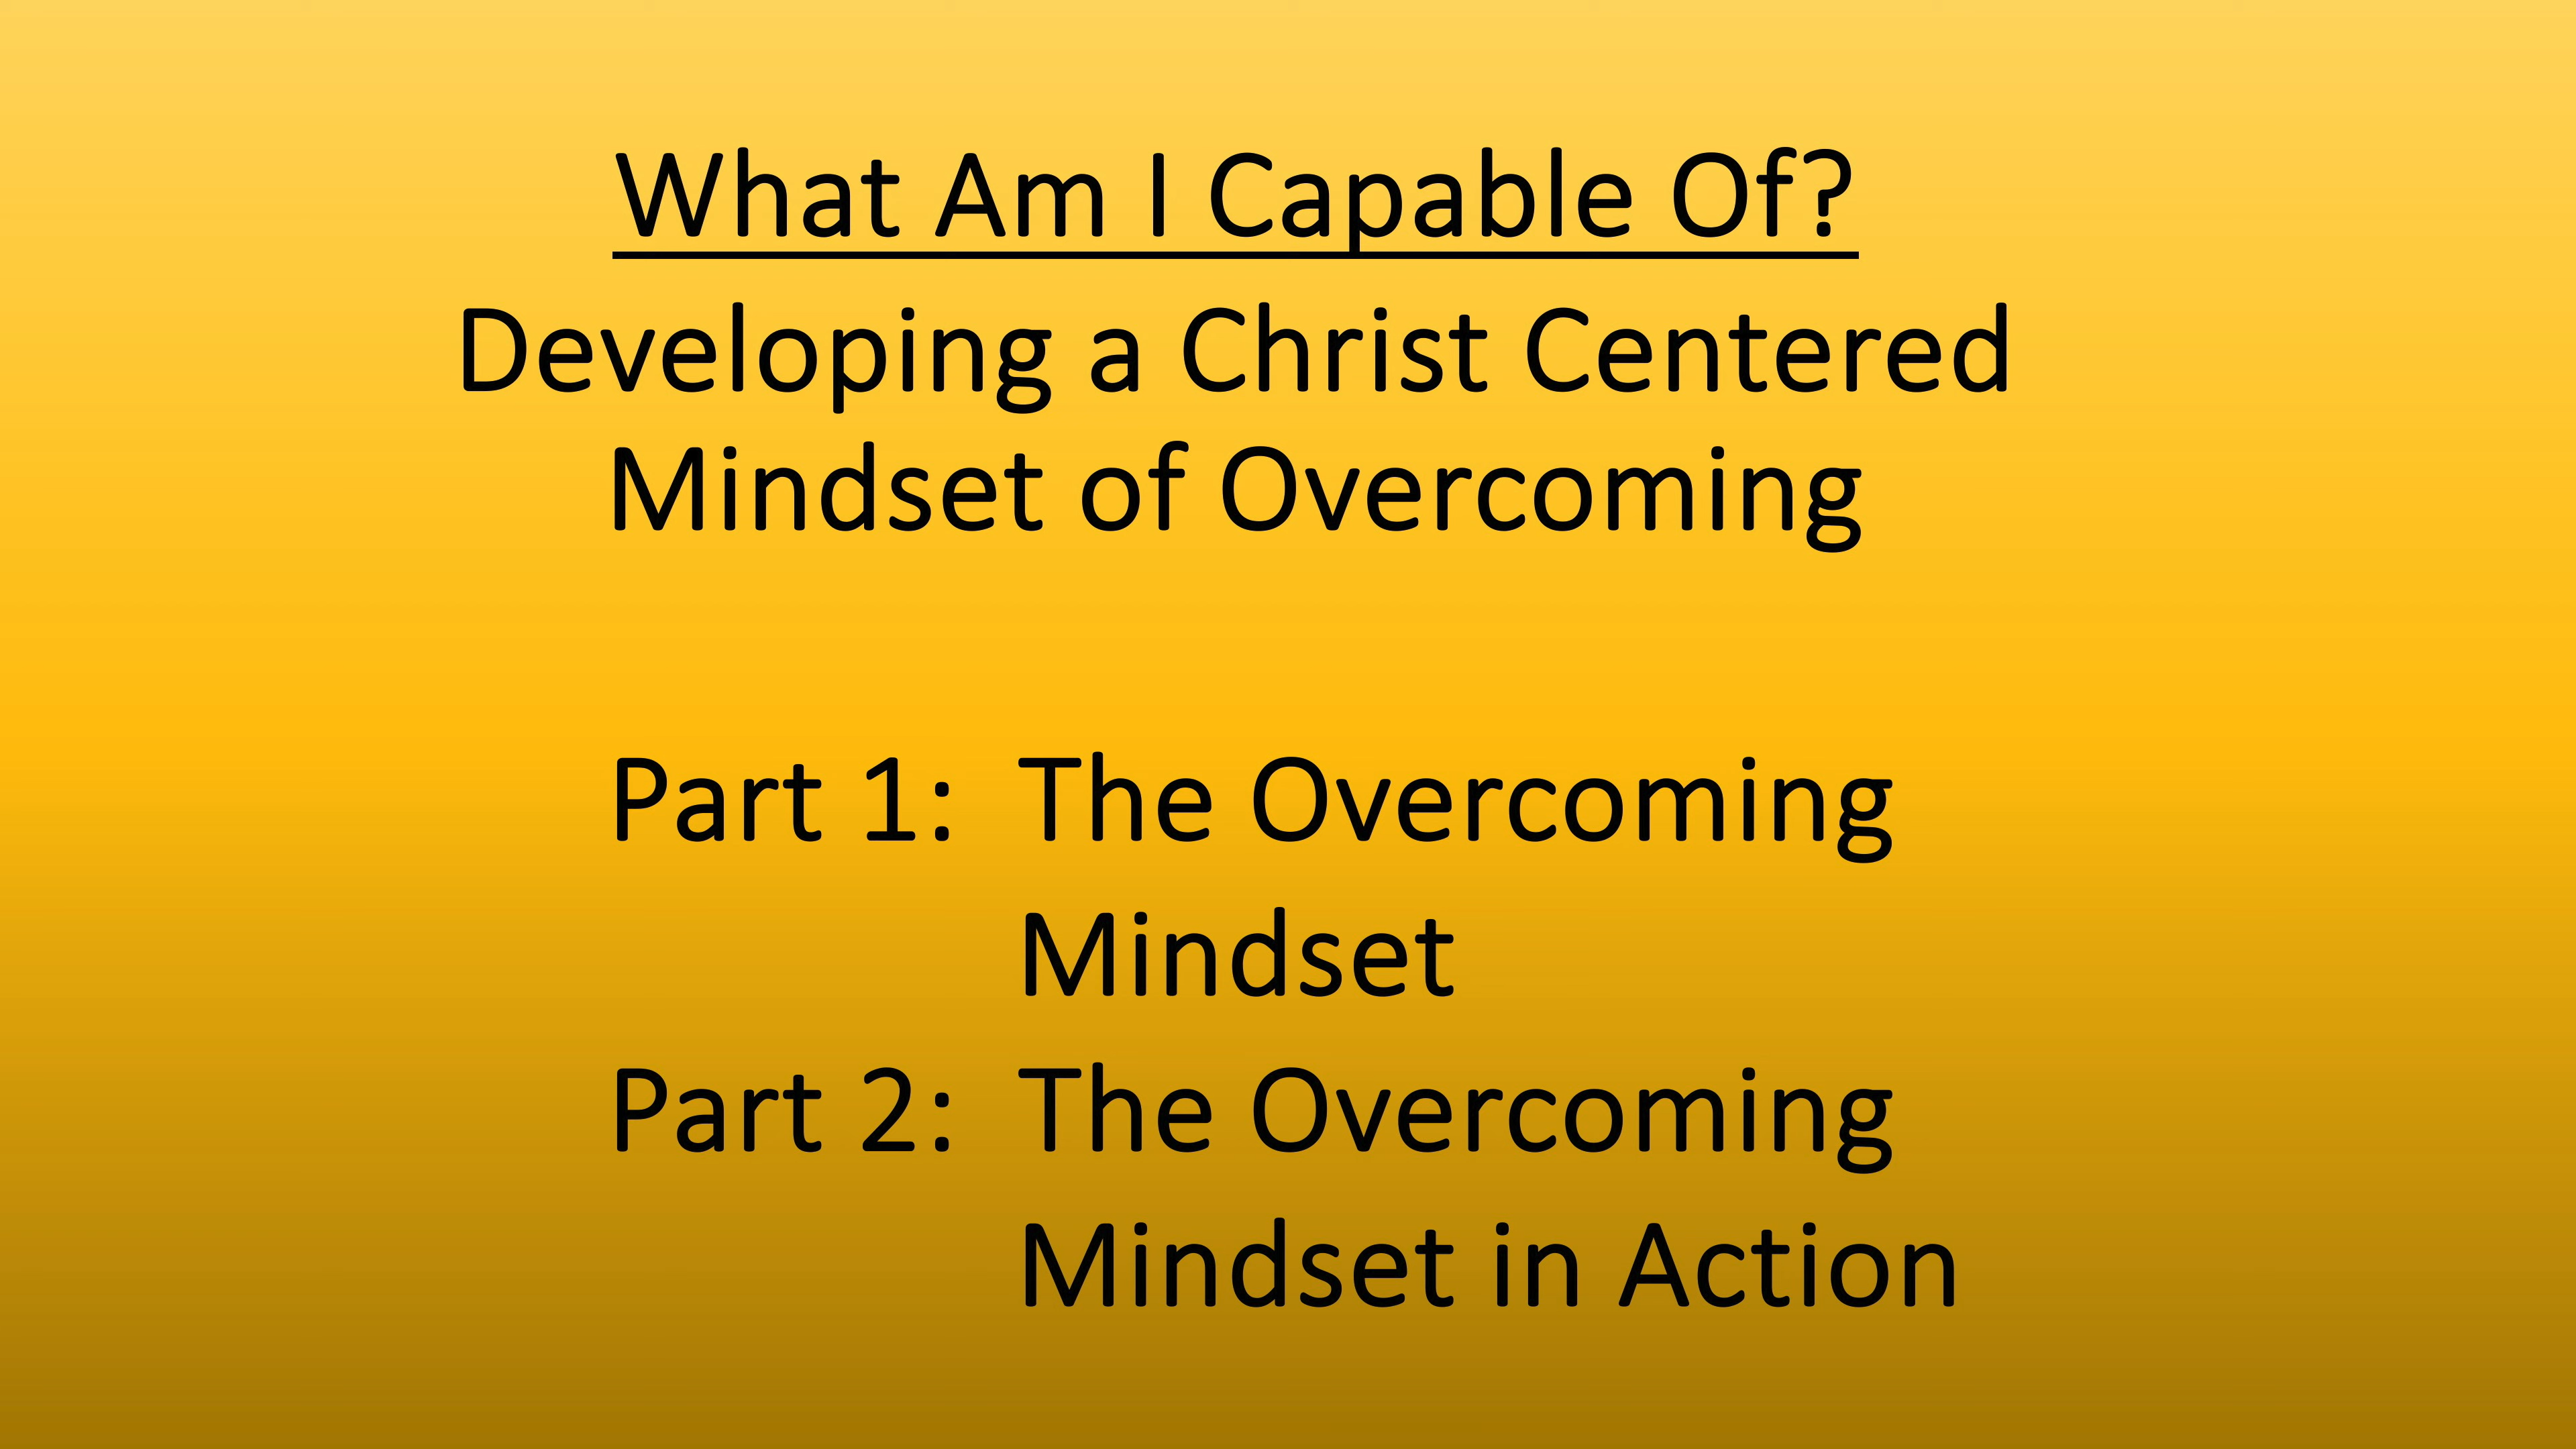 What Am I Capable Of?
Developing a Christ Centered
Mindset of Overcoming
Part 1: The Overcoming
Mindset
Part 2: The Overcoming
Mindset in Action